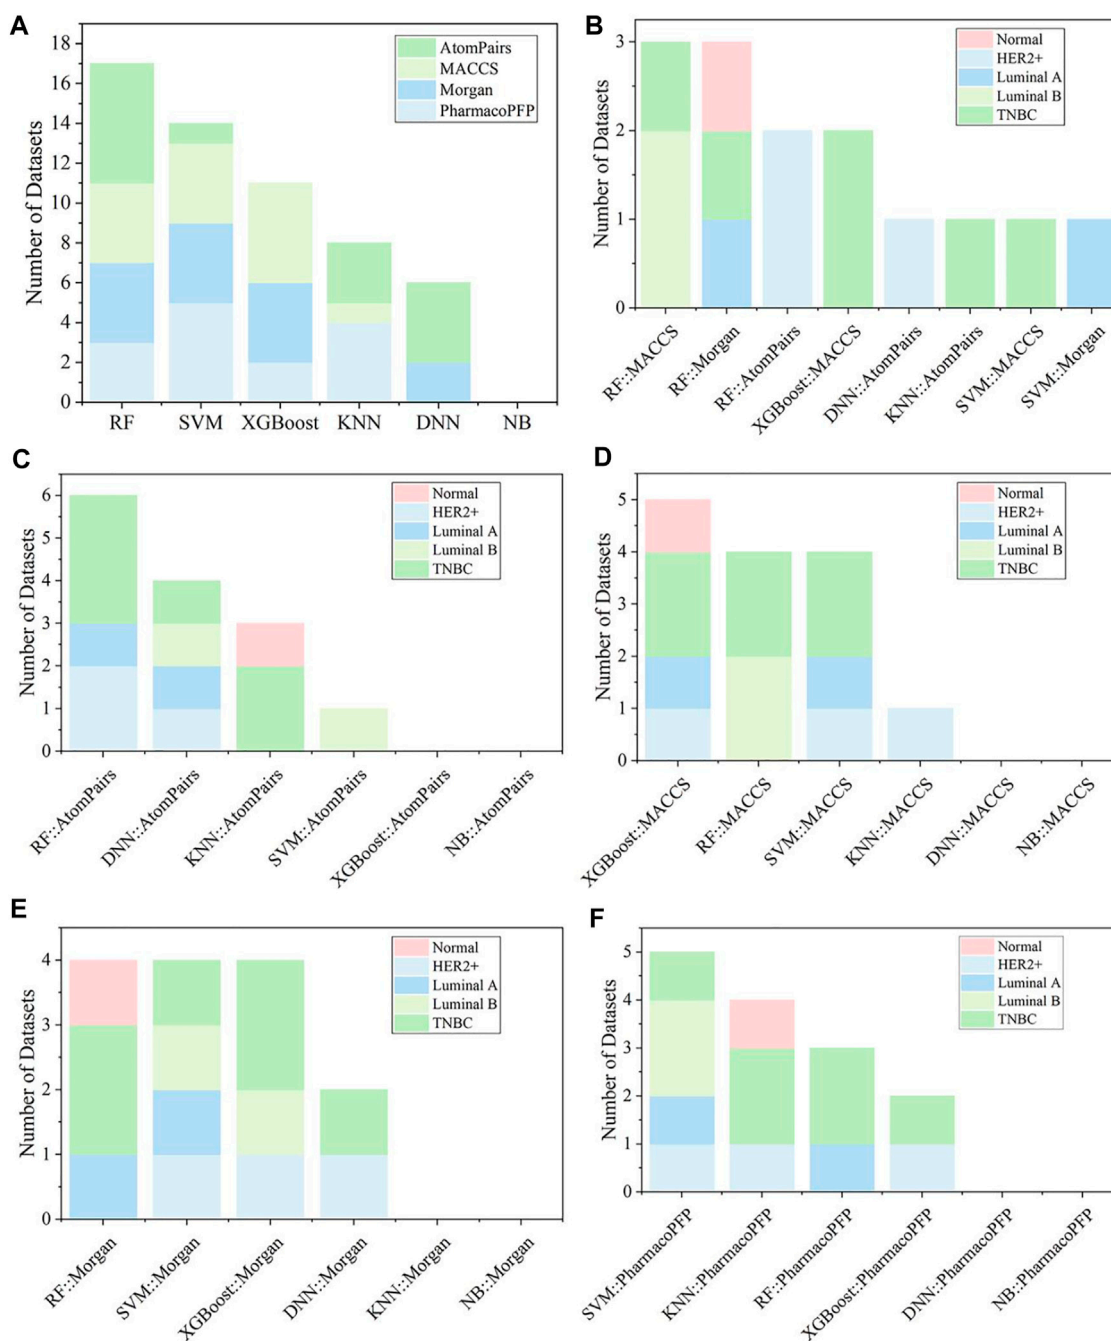 A
Number of Datasets
18
16
14
12
10
8
6
4
2
0
AtomPairs
MACCS
Morgan
PharmacoPFP
RF SVM XGBoost KNN DNN NB
B
Number of Datasets
3
2
1
0
Normal
HER2+
Luminal A
Luminal B
TNBC
RF::MACCS
RF::Morgan
RF::AtomPairs
XGBoost::MACCS
DNN::AtomPairs
KNN::AtomPairs
SVM::MACCS
SVM::Morgan
C
Number of Datasets
6
5
4
3
2
1
0
Normal
HER2+
Luminal A
Luminal B
TNBC
RF::AtomPairs
DNN::AtomPairs
KNN::AtomPairs
SVM::AtomPairs
XGBoost::AtomPairs
NB::AtomPairs
D
Number of Datasets
5
4
3
2
1
0
Normal
HER2+
Luminal A
Luminal B
TNBC
XGBoost::MACCS
RF::MACCS
SVM::MACCS
KNN::MACCS
DNN::MACCS
NB::MACCS
E
Number of Datasets
4
3
2
1
0
Normal
HER2+
Luminal A
Luminal B
TNBC
RF::Morgan
SVM::Morgan
XGBoost::Morgan
DNN::Morgan
KNN::Morgan
NB::Morgan
F
Number of Datasets
5
4
3
2
1
0
Normal
HER2+
Luminal A
Luminal B
TNBC
SVM::PharmacoPFP
KNN::PharmacoPFP
RF::PharmacoPFP
XGBoost::PharmacoPFP
DNN::PharmacoPFP
NB::PharmacoPFP